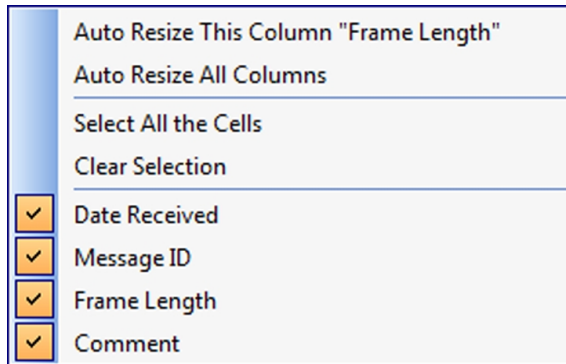 Auto Resize This Column "Frame Length"
Auto Resize All Columns
Select All the Cells
Clear Selection
Date Received
Message ID
Frame Length
Comment